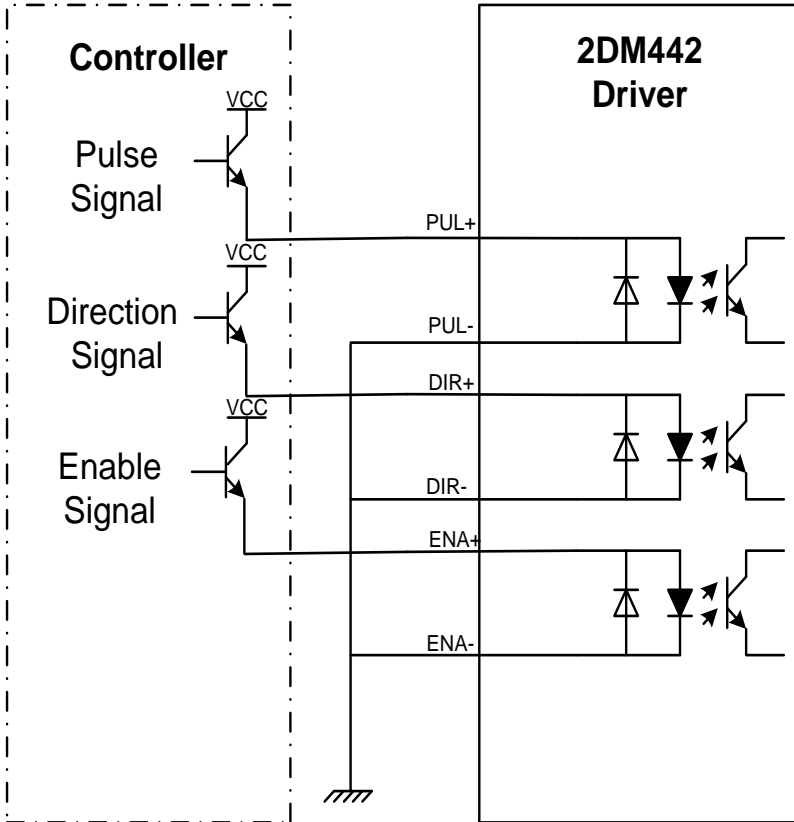 Controller
2DM442
Driver
VCC
Pulse
Signal
PUL+
VCC
Direction
Signal
PUL-
DIR+
VCC
Enable
Signal
DIR-
ENA+
ENA-